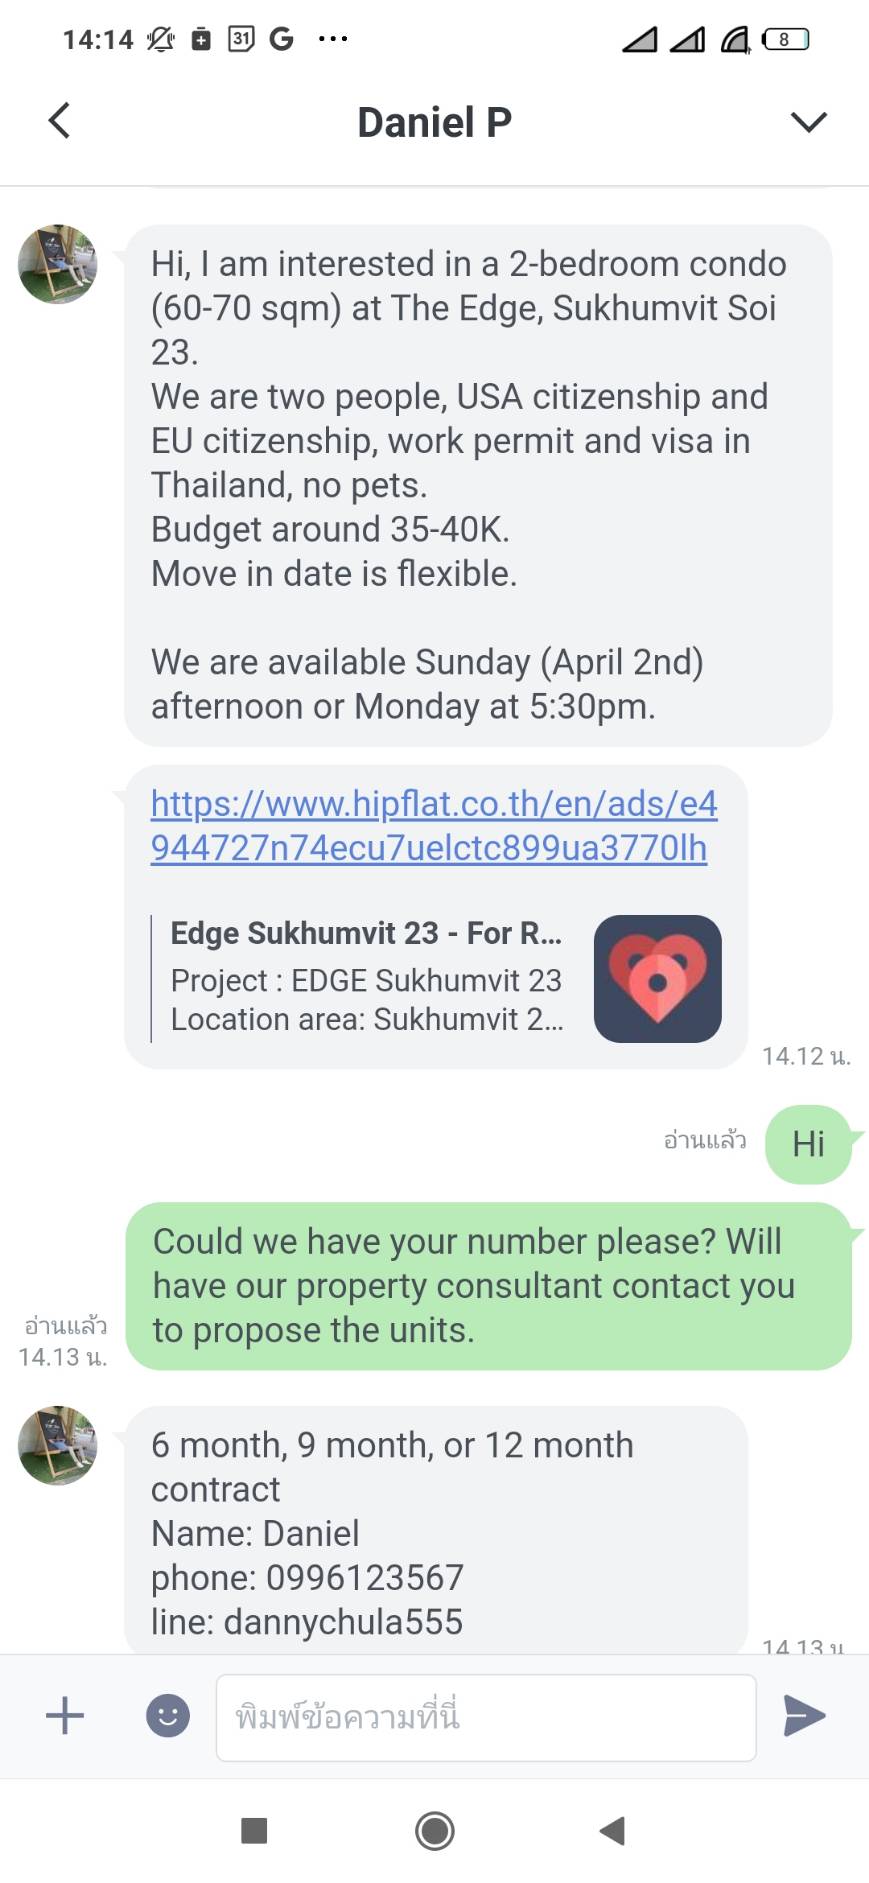 14:14
31
G
8
Daniel P
Hi, I am interested in a 2-bedroom condo
(60-70 sqm) at The Edge, Sukhumvit Soi
23.
We are two people, USA citizenship and
EU citizenship, work permit and visa in
Thailand, no pets.
Budget around 35-40K.
Move in date is flexible.
We are available Sunday (April 2nd)
afternoon or Monday at 5:30pm.
https://www.hipflat.co.th/en/ads/e4
944727n74ecu7uelctc899ua3770lh
Edge Sukhumvit 23 - For R...
Project : EDGE Sukhumvit 23
Location area: Sukhumvit 2...
14.12 น.
อ่านแล้ว
Hi
Could we have your number please? Will
have our property consultant contact you
to propose the units.
อ่านแล้ว
14.13 น.
6 month, 9 month, or 12 month
contract
Name: Daniel
phone: 0996123567
line: dannychula555
14.13 น.
พิมพ์ข้อความที่นี่